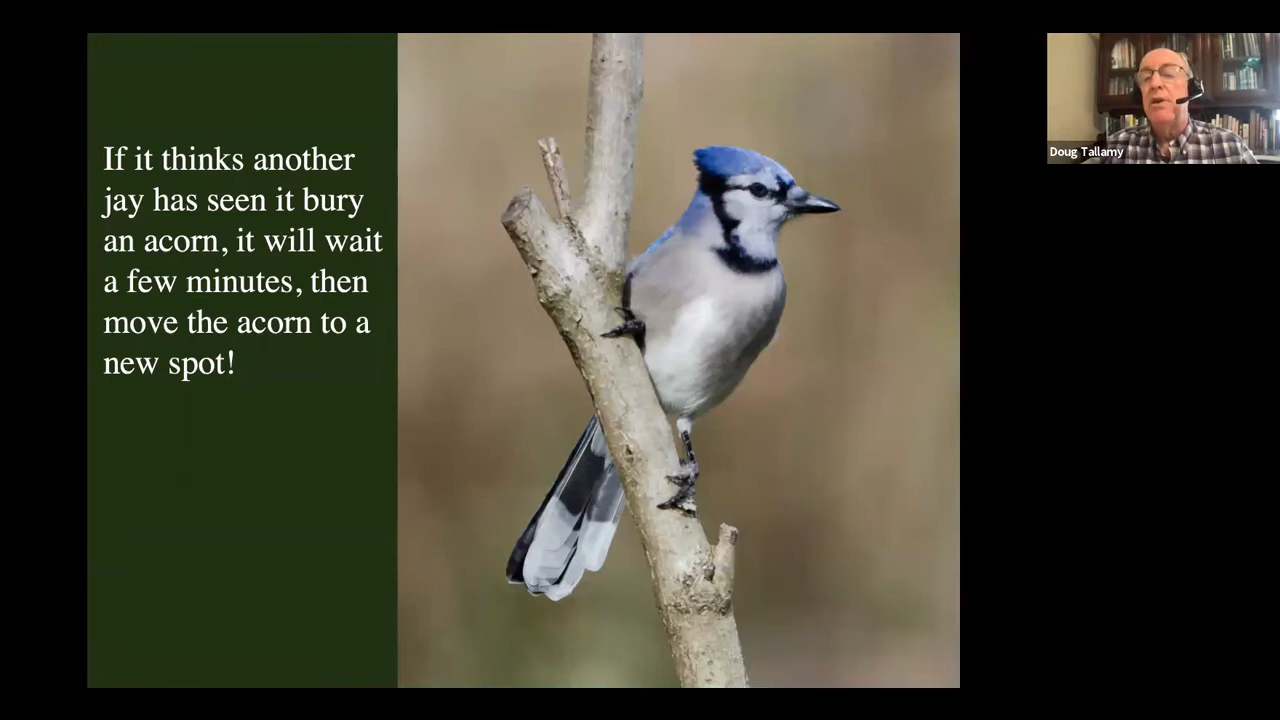 If it thinks another
jay has seen it bury
an acorn, it will wait
a few minutes, then
move the acorn to a
new spot!
Doug Tallamy